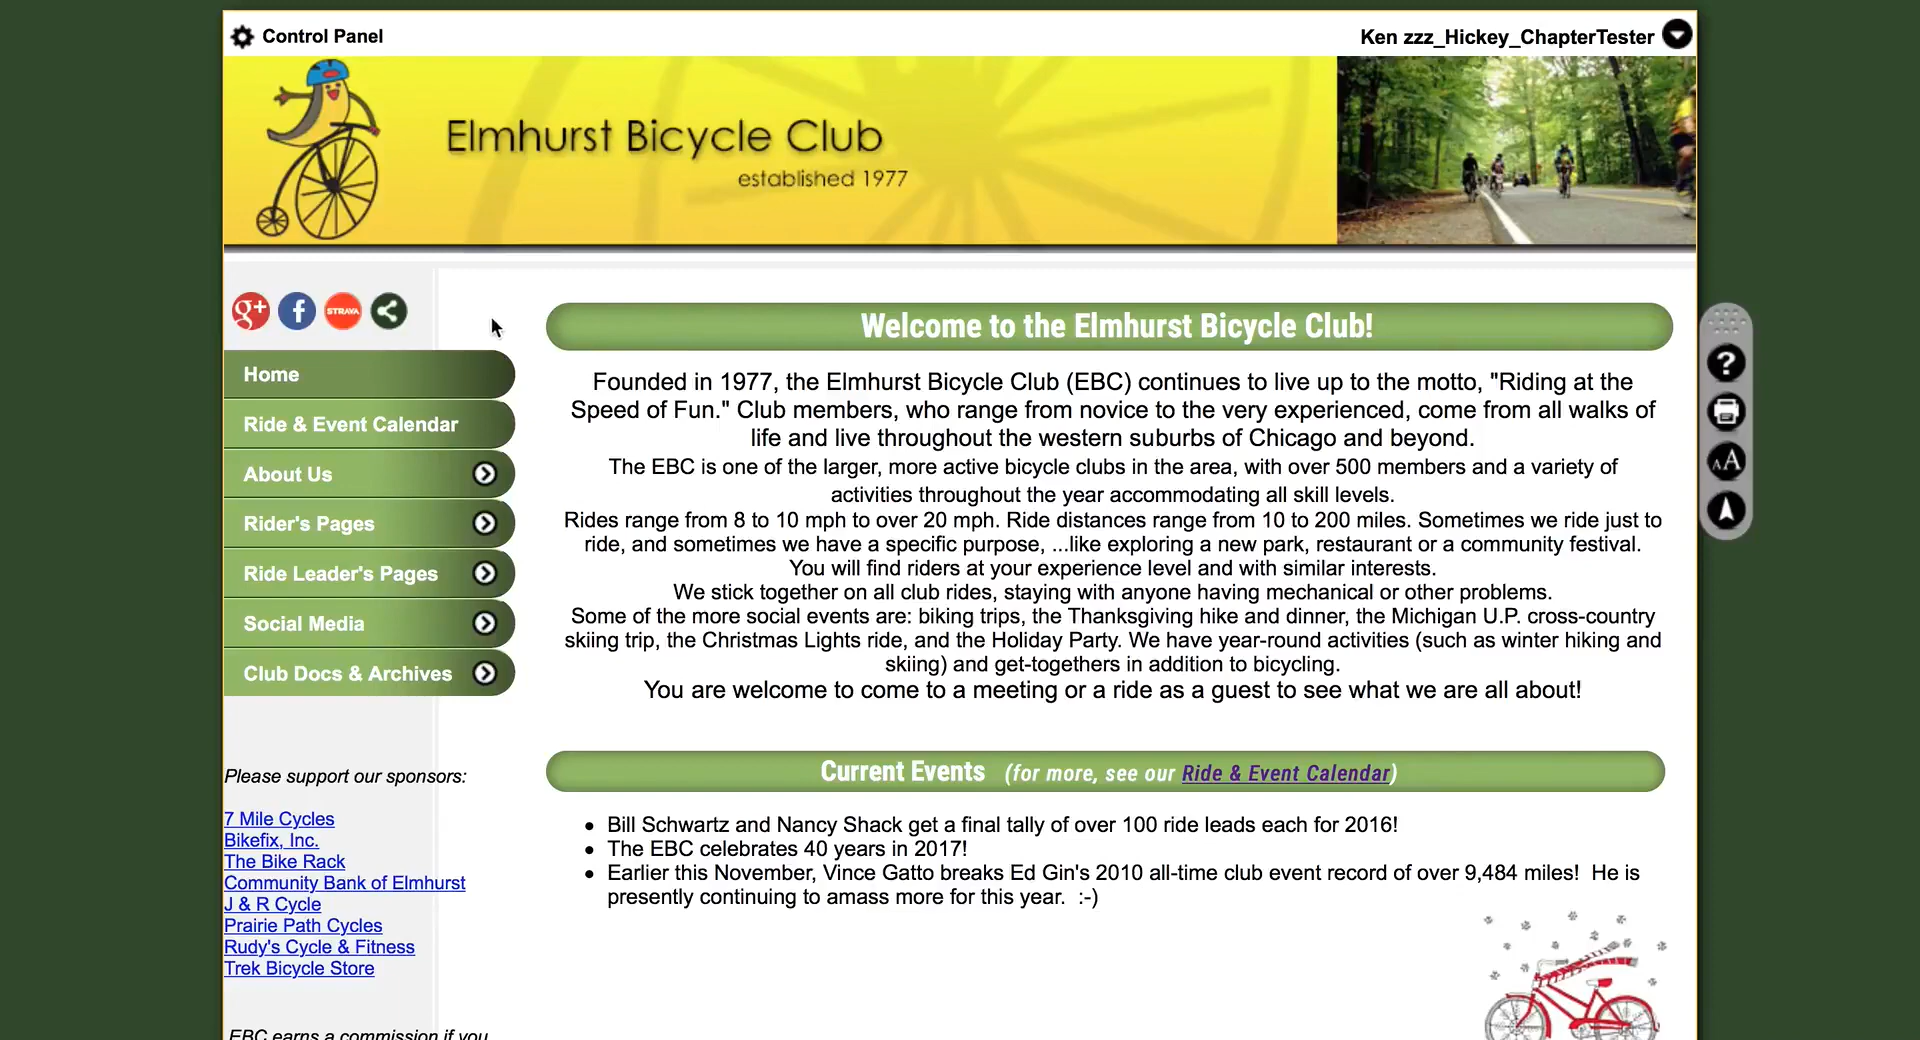 Control Panel
Ken zzz_Hickey_ChapterTester
Elmhurst Bicycle Club
established 1977
g+ f STRAVA
Home
Ride & Event Calendar
About Us
Rider's Pages
Ride Leader's Pages
Social Media
Club Docs & Archives
Please support our sponsors:
7 Mile Cycles
Bikefix, Inc.
The Bike Rack
Community Bank of Elmhurst
J & R Cycle
Prairie Path Cycles
Rudy's Cycle & Fitness
Trek Bicycle Store
EBC earns a commission if you
Welcome to the Elmhurst Bicycle Club!
Founded in 1977, the Elmhurst Bicycle Club (EBC) continues to live up to the motto, "Riding at the
Speed of Fun." Club members, who range from novice to the very experienced, come from all walks of
life and live throughout the western suburbs of Chicago and beyond.
The EBC is one of the larger, more active bicycle clubs in the area, with over 500 members and a variety of
activities throughout the year accommodating all skill levels.
Rides range from 8 to 10 mph to over 20 mph. Ride distances range from 10 to 200 miles. Sometimes we ride just to
ride, and sometimes we have a specific purpose, ...like exploring a new park, restaurant or a community festival.
You will find riders at your experience level and with similar interests.
We stick together on all club rides, staying with anyone having mechanical or other problems.
Some of the more social events are: biking trips, the Thanksgiving hike and dinner, the Michigan U.P. cross-country
skiing trip, the Christmas Lights ride, and the Holiday Party. We have year-round activities (such as winter hiking and
skiing) and get-togethers in addition to bicycling.
You are welcome to come to a meeting or a ride as a guest to see what we are all about!
Current Events (for more, see our Ride & Event Calendar)
• Bill Schwartz and Nancy Shack get a final tally of over 100 ride leads each for 2016!
• The EBC celebrates 40 years in 2017!
• Earlier this November, Vince Gatto breaks Ed Gin's 2010 all-time club event record of over 9,484 miles! He is
presently continuing to amass more for this year. :-)
?
AA